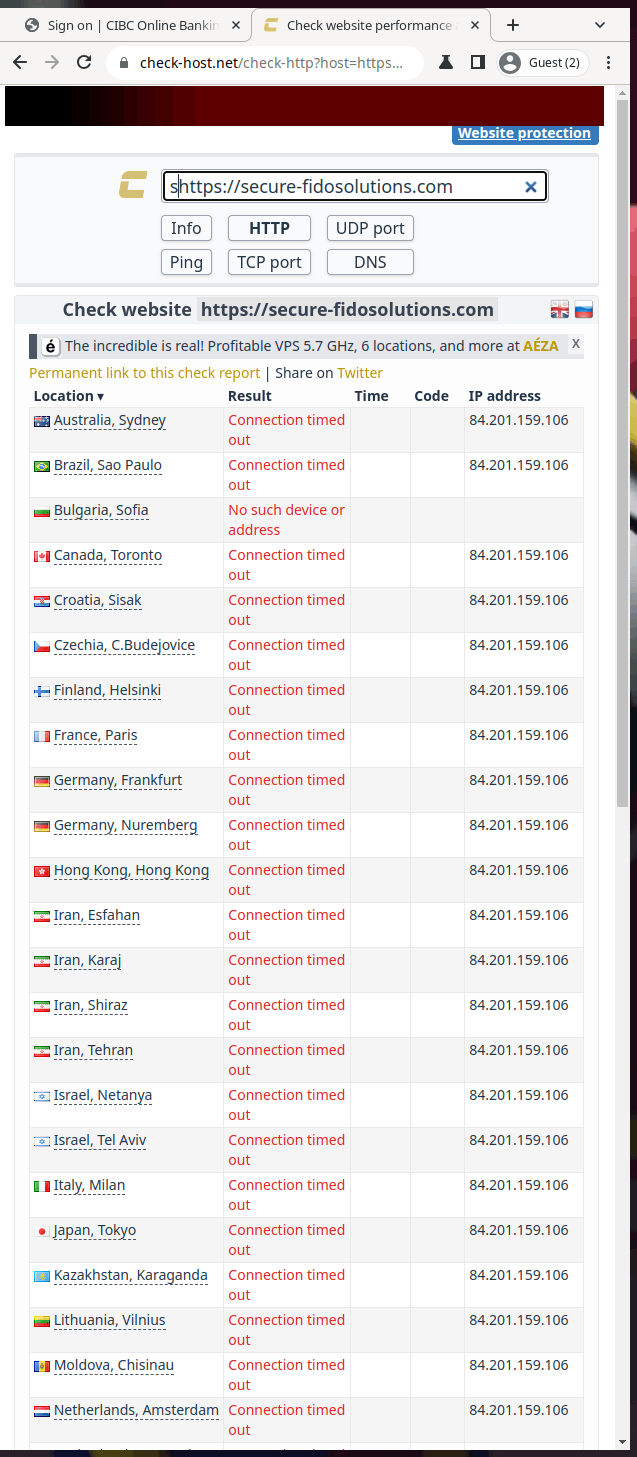 Sign on | CIBC Online Bankin
Check website performance
check-host.net/check-http?host=https...
Guest (2)
Website protection
shttps://secure-fidosolutions.com
Info HTTP UDP port
Ping TCP port DNS
Check website https://secure-fidosolutions.com
é The incredible is real! Profitable VPS 5.7 GHz, 6 locations, and more at AÉZA X
Permanent link to this check report | Share on Twitter
Location ▾ Result Time Code IP address
Australia, Sydney Connection timed 84.201.159.106
out
Brazil, Sao Paulo Connection timed 84.201.159.106
out
Bulgaria, Sofia No such device or
address
Canada, Toronto Connection timed 84.201.159.106
out
Croatia, Sisak Connection timed 84.201.159.106
out
Czechia, C.Budejovice Connection timed 84.201.159.106
out
Finland, Helsinki Connection timed 84.201.159.106
out
France, Paris Connection timed 84.201.159.106
out
Germany, Frankfurt Connection timed 84.201.159.106
out
Germany, Nuremberg Connection timed 84.201.159.106
out
Hong Kong, Hong Kong Connection timed 84.201.159.106
out
Iran, Esfahan Connection timed 84.201.159.106
out
Iran, Karaj Connection timed 84.201.159.106
out
Iran, Shiraz Connection timed 84.201.159.106
out
Iran, Tehran Connection timed 84.201.159.106
out
Israel, Netanya Connection timed 84.201.159.106
out
Israel, Tel Aviv Connection timed 84.201.159.106
out
Italy, Milan Connection timed 84.201.159.106
out
Japan, Tokyo Connection timed 84.201.159.106
out
Kazakhstan, Karaganda Connection timed 84.201.159.106
out
Lithuania, Vilnius Connection timed 84.201.159.106
out
Moldova, Chisinau Connection timed 84.201.159.106
out
Netherlands, Amsterdam Connection timed 84.201.159.106
out